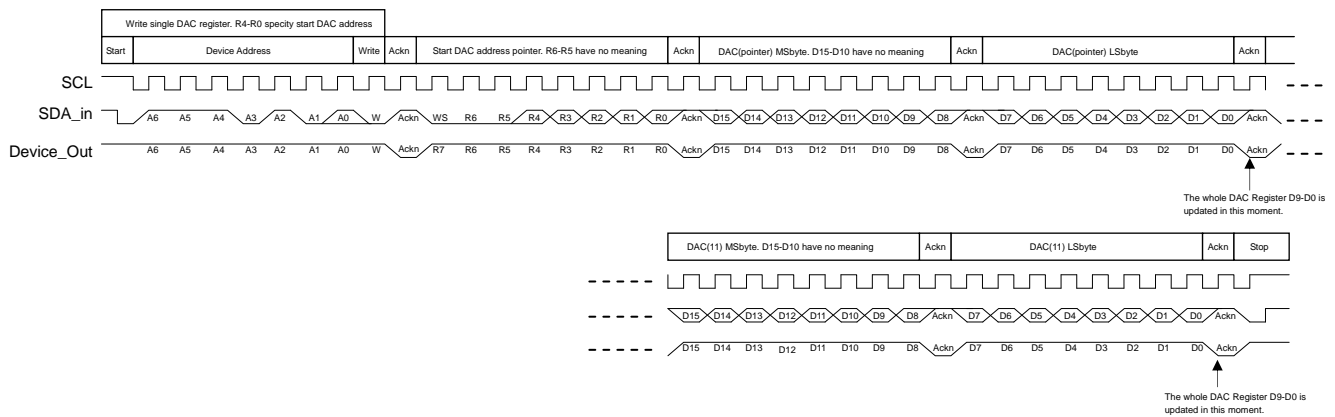 Write single DAC register. R4-R0 specity start DAC address
Start Device Address Write Ackn Start DAC address pointer. R6-R5 have no meaning Ackn DAC(pointer) MSbyte. D15-D10 have no meaning Ackn DAC(pointer) LSbyte Ackn
SCL
SDA_in A6 A5 A4 A3 A2 A1 A0 W Ackn WS R6 R5 R4 R3 R2 R1 R0 Ackn D15 D14 D13 D12 D11 D10 D9 D8 Ackn D7 D6 D5 D4 D3 D2 D1 D0 Ackn
Device_Out A6 A5 A4 A3 A2 A1 A0 W Ackn R7 R6 R5 R4 R3 R2 R1 R0 Ackn D15 D14 D13 D12 D11 D10 D9 D8 Ackn D7 D6 D5 D4 D3 D2 D1 D0 Ackn
The whole DAC Register D9-D0 is
updated in this moment.
DAC(11) MSbyte. D15-D10 have no meaning Ackn DAC(11) LSbyte Ackn Stop
D15 D14 D13 D12 D11 D10 D9 D8 Ackn D7 D6 D5 D4 D3 D2 D1 D0 Ackn
D15 D14 D13 D12 D11 D10 D9 D8 Ackn D7 D6 D5 D4 D3 D2 D1 D0 Ackn
The whole DAC Register D9-D0 is
updated in this moment.